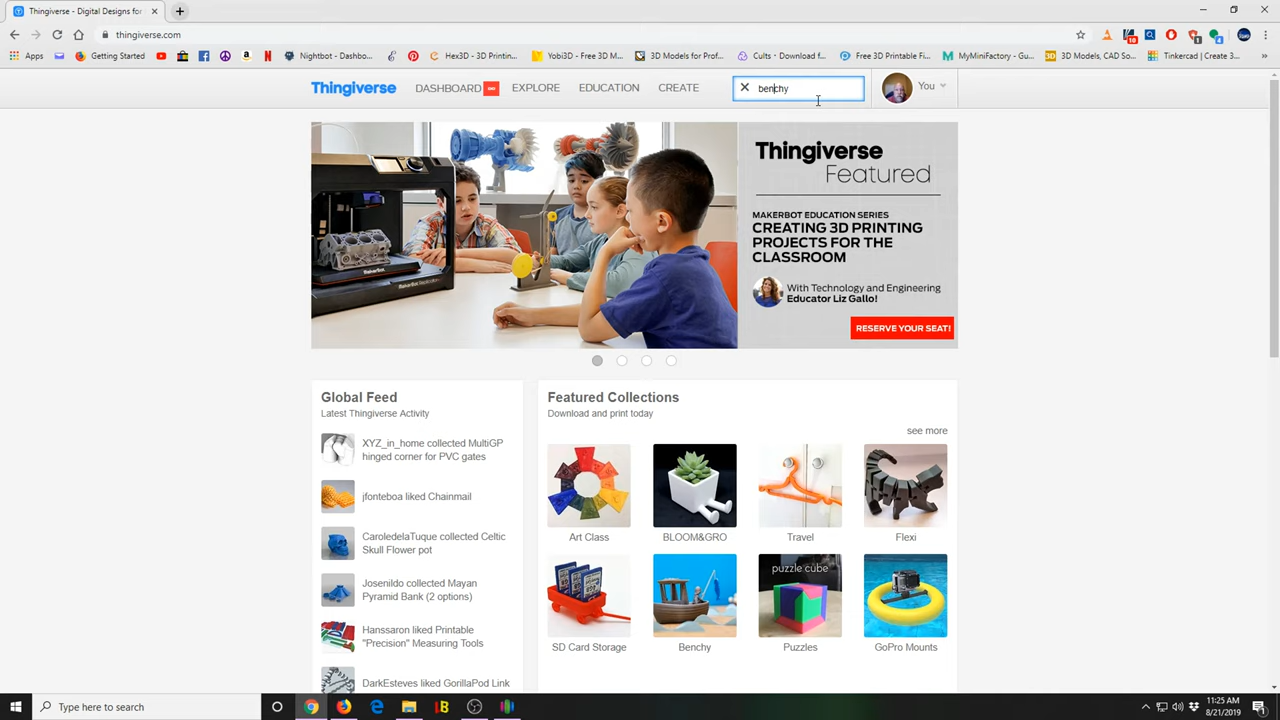 Thingiverse - Digital Designs for
thingiverse.com
Apps
Getting Started
Nightbot - Dashbo...
Hex3D - 3D Printin...
Yobi3D - Free 3D M...
3D Models for Prof...
Cults · Download f...
Free 3D Printable Fi...
MyMiniFactory - Gu...
3D Models, CAD So...
Tinkercad | Create 3...
Thingiverse
DASHBOARD
EXPLORE
EDUCATION
CREATE
benchy
You
Thingiverse
Featured
MAKERBOT EDUCATION SERIES
CREATING 3D PRINTING
PROJECTS FOR THE
CLASSROOM
With Technology and Engineering
Educator Liz Gallo!
RESERVE YOUR SEAT!
Global Feed
Latest Thingiverse Activity
XYZ_in_home collected MultiGP
hinged corner for PVC gates
jfonteboa liked Chainmail
CaroledelaTuque collected Celtic
Skull Flower pot
Josenildo collected Mayan
Pyramid Bank (2 options)
Hanssaron liked Printable
"Precision" Measuring Tools
DarkEsteves liked GorillaPod Link
Featured Collections
Download and print today
see more
Art Class
BLOOM&GRO
Travel
Flexi
puzzle cube
SD Card Storage
Benchy
Puzzles
GoPro Mounts
Type here to search
11:25 AM
8/21/2019